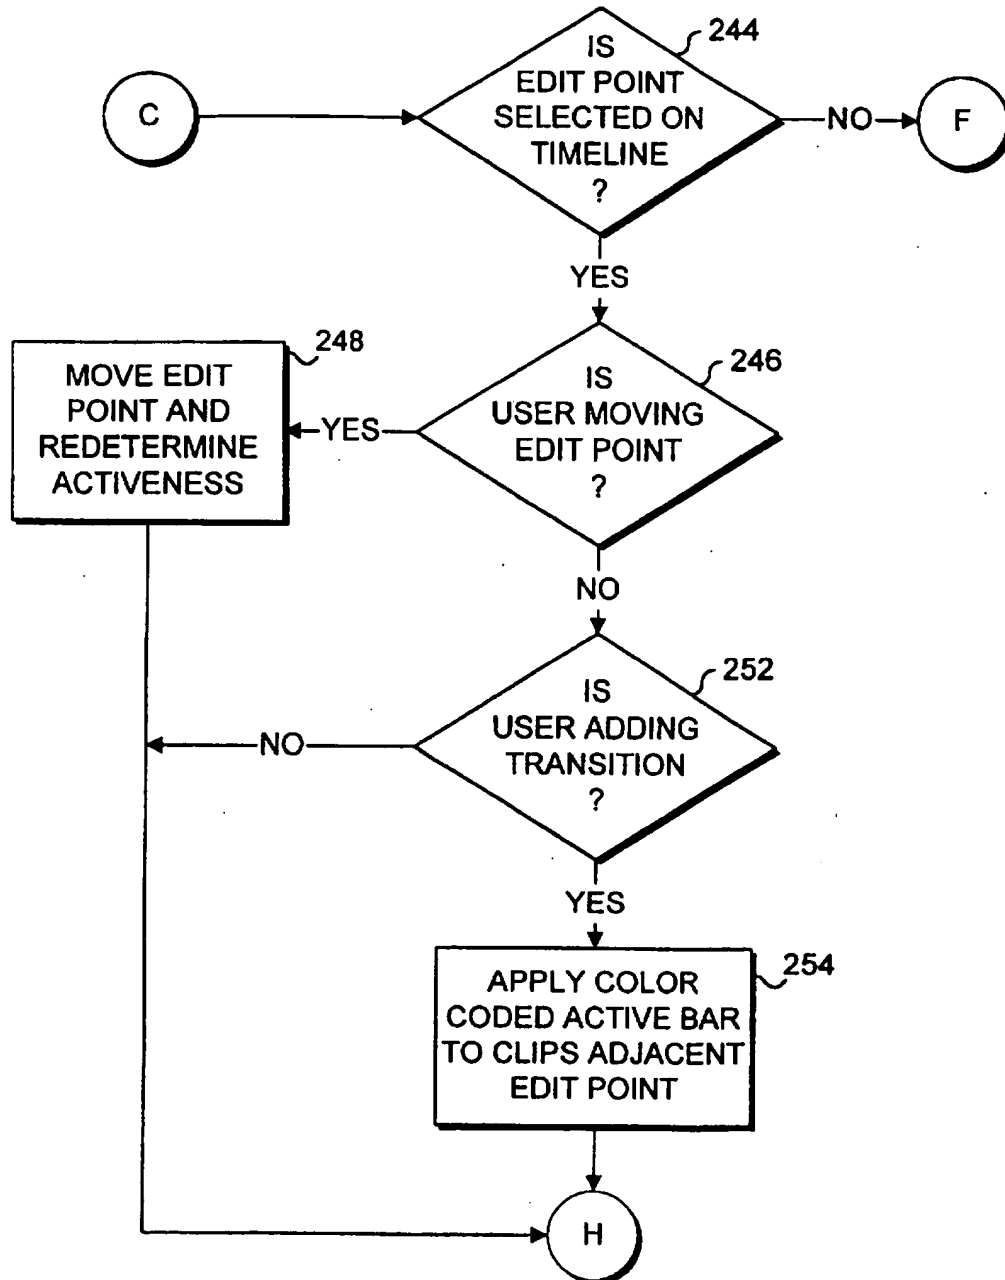 244
IS
EDIT POINT
SELECTED ON
TIMELINE
?
C
NO
F
YES
248
MOVE EDIT
POINT AND
REDETERMINE
ACTIVENESS
YES
246
IS
USER MOVING
EDIT POINT
?
NO
252
IS
USER ADDING
TRANSITION
?
NO
YES
254
APPLY COLOR
CODED ACTIVE BAR
TO CLIPS ADJACENT
EDIT POINT
H